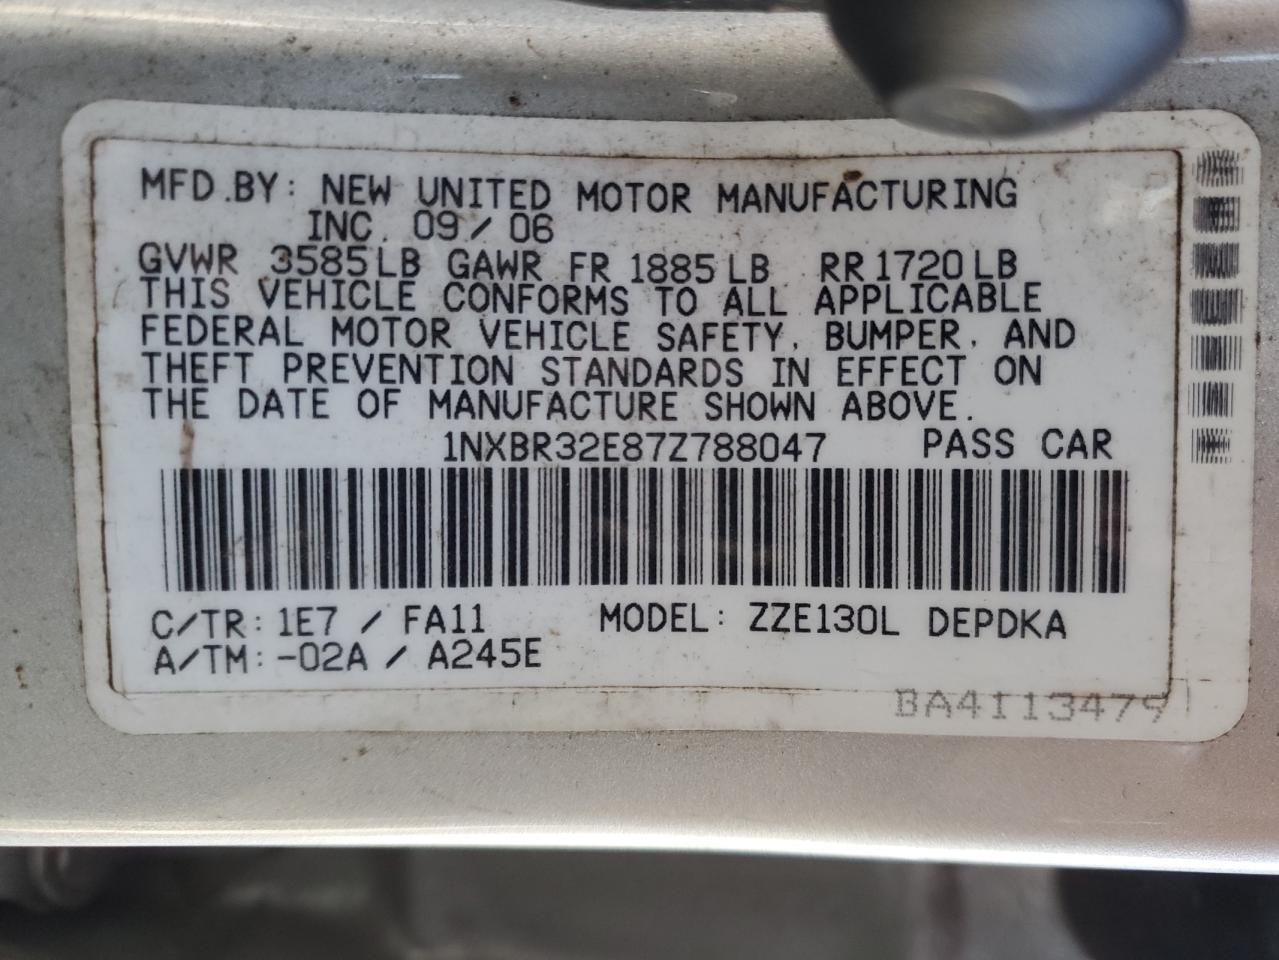 MFD.BY: NEW UNITED MOTOR MANUFACTURING
INC. 09/06
GVWR 3585LB GAWR FR 1885LB RR1720LB
THIS VEHICLE CONFORMS TO ALL APPLICABLE
FEDERAL MOTOR VEHICLE SAFETY, BUMPER, AND
THEFT PREVENTION STANDARDS IN EFFECT ON
THE DATE OF MANUFACTURE SHOWN ABOVE.
1NXBR32E87Z788047 PASS CAR
C/TR: 1E7 / FA11 MODEL: ZZE130L DEPDKA
A/TM: -02A / A245E
BA4113479